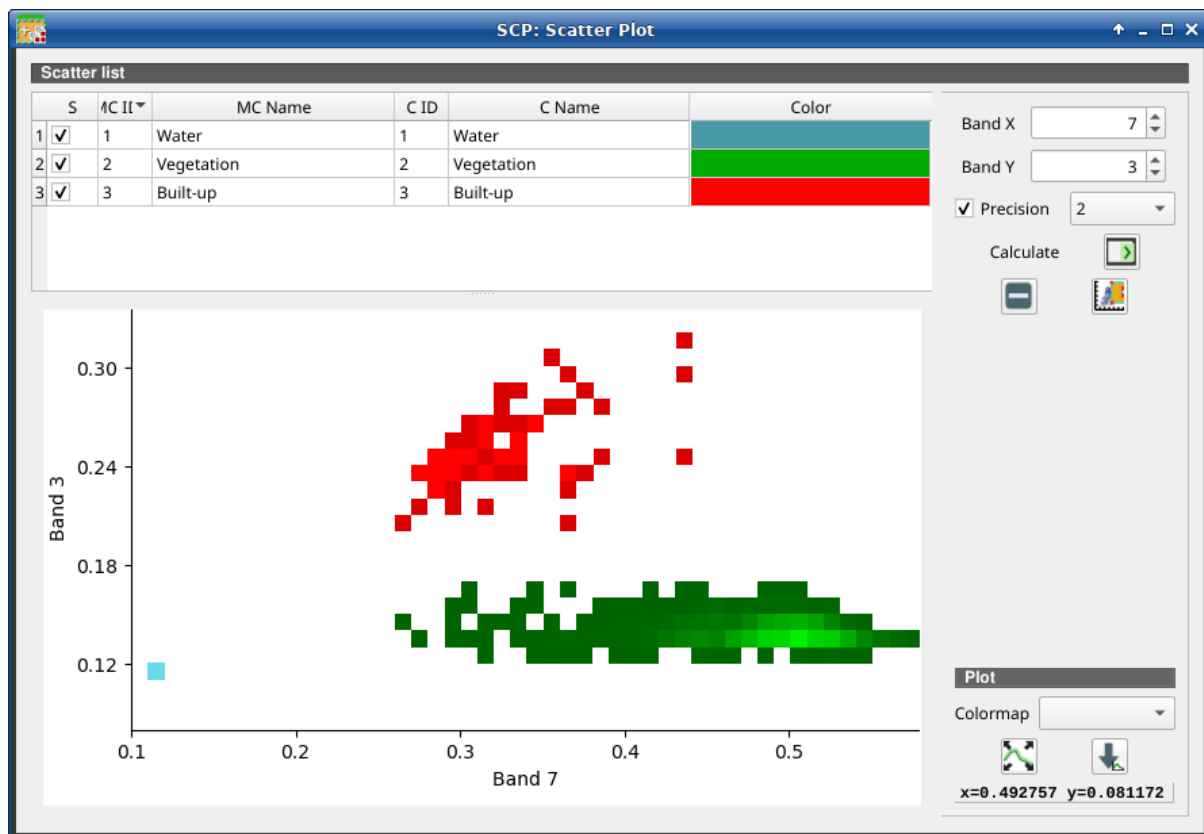 SCP: Scatter Plot
Scatter list
S MC ID MC Name C ID C Name Color
1 1 Water 1 Water
2 2 Vegetation 2 Vegetation
3 3 Built-up 3 Built-up
Band X 7
Band Y 3
Precision 2
Calculate
0.30
0.24
0.18
0.12
Band 3
0.1 0.2 0.3 0.4 0.5
Band 7
Plot
Colormap
x=0.492757 y=0.081172